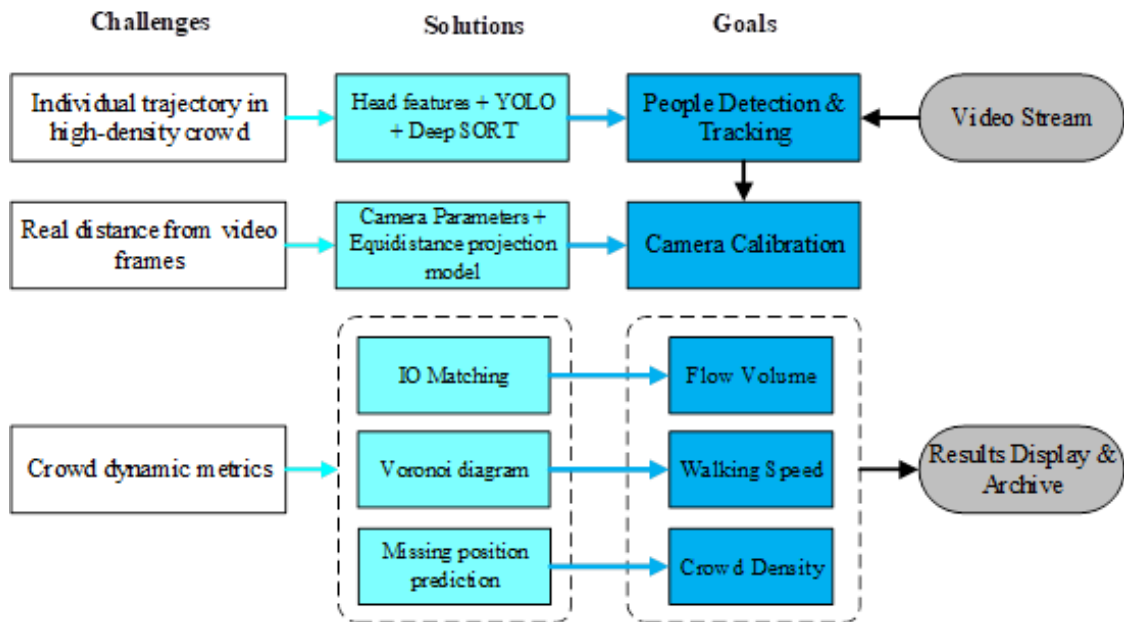 Challenges
Solutions
Goals
Individual trajectory in
high-density crowd
Head features + YOLO
+ Deep SORT
People Detection &
Tracking
Video Stream
Real distance from video
frames
Camera Parameters +
Equidistance projection
model
Camera Calibration
IO Matching
Flow Volume
Crowd dynamic metrics
Voronoi diagram
Walking Speed
Results Display &
Archive
Missing position
prediction
Crowd Density